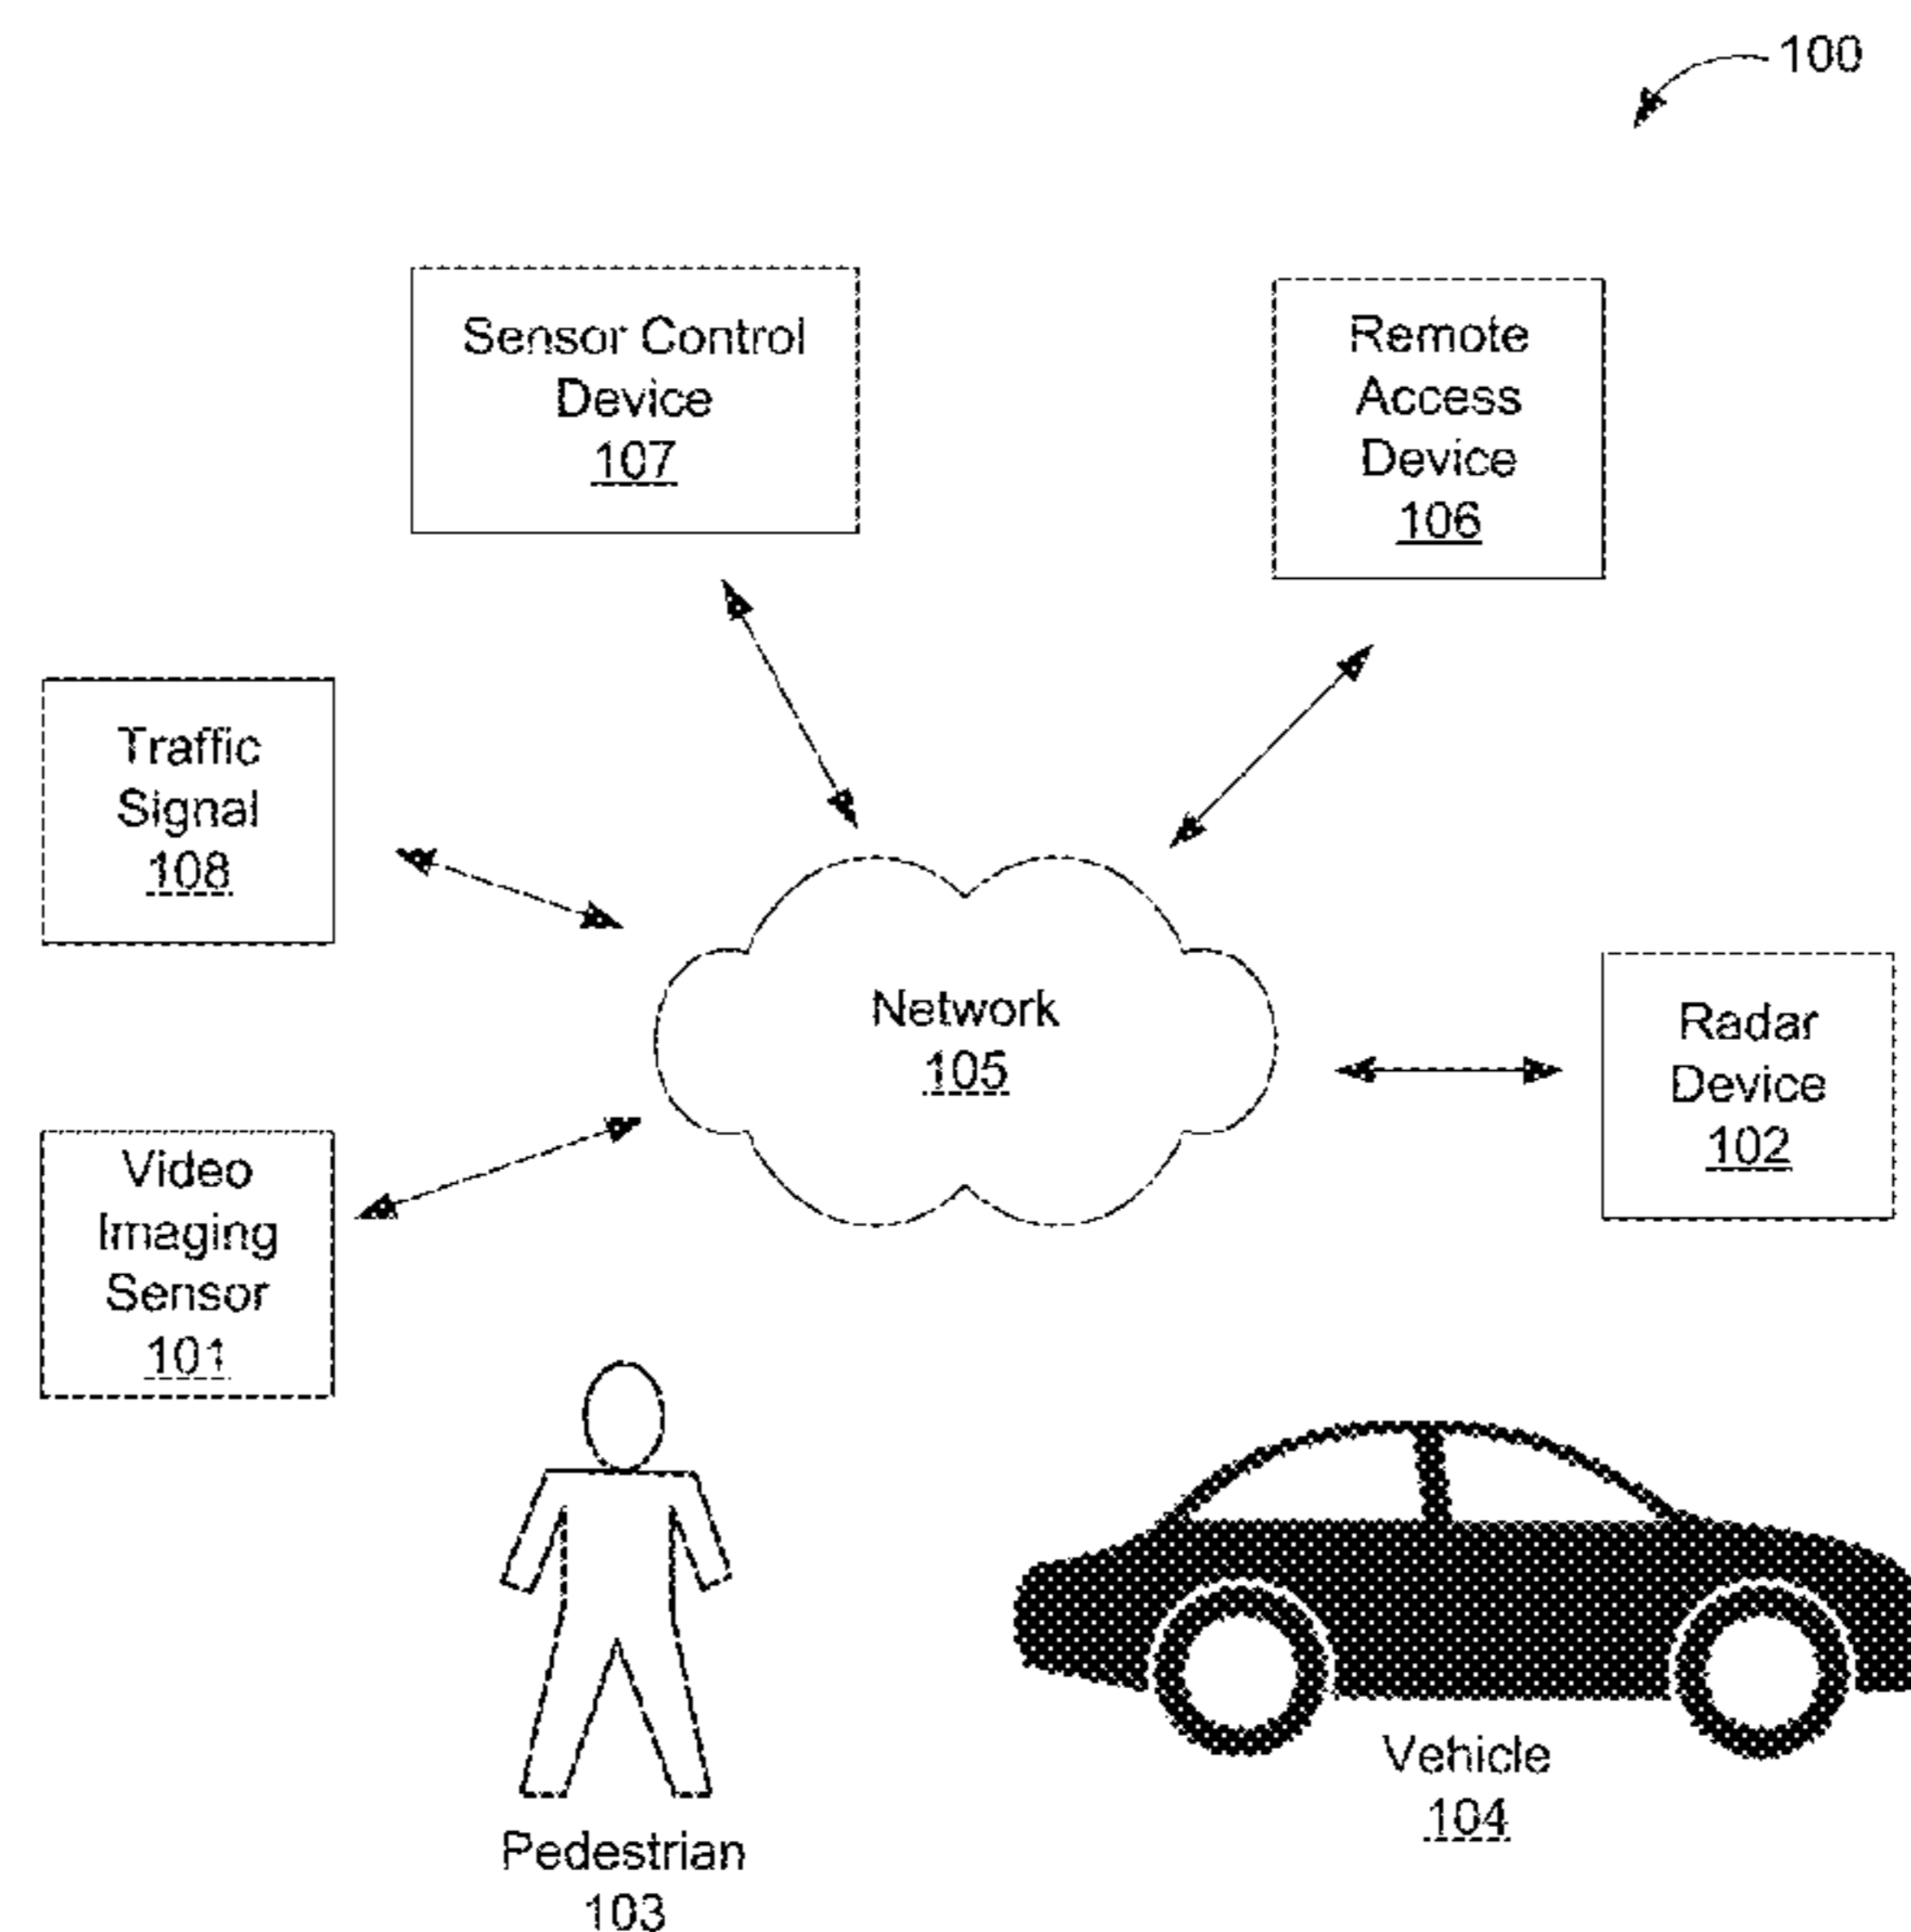 100
Sensor Control
Device
107
Remote
Access
Device
106
Traffic
Signal
108
Network
105
Radar
Device
102
Video
Imaging
Sensor
101
Vehicle
104
Pedestrian
103